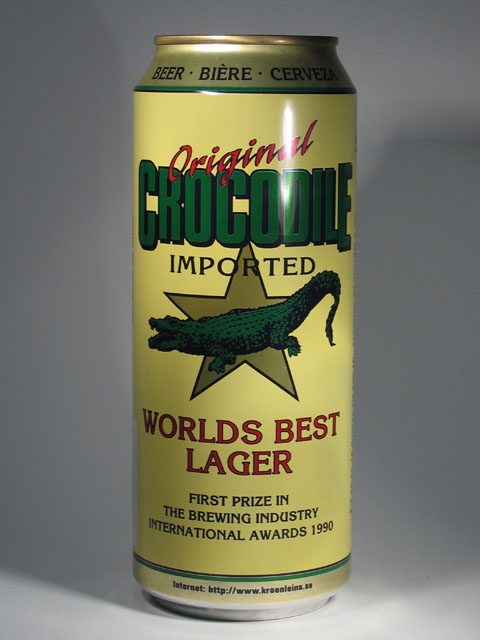 BEER · BIÈRE · CERVEZA
Original
CROCODILE
IMPORTED
WORLDS BEST
LAGER
FIRST PRIZE IN
THE BREWING INDUSTRY
INTERNATIONAL AWARDS 1990
Internet: http://www.kroenleins.se